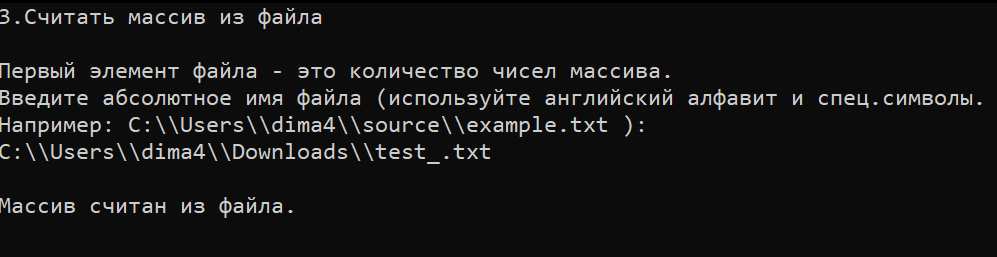 3.Считать массив из файла
Первый элемент файла - это количество чисел массива.
Введите абсолютное имя файла (используйте английский алфавит и спец.символы.
Например: C:\\Users\\dima4\\source\\example.txt ):
C:\\Users\\dima4\\Downloads\\test_.txt
Массив считан из файла.